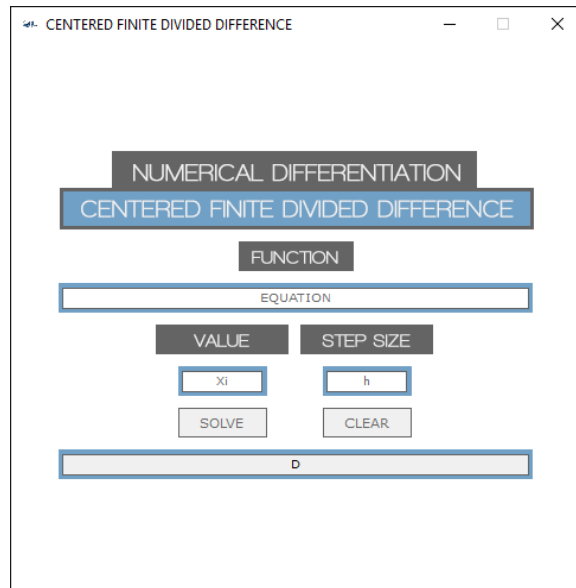 CENTERED FINITE DIVIDED DIFFERENCE
NUMERICAL DIFFERENTIATION
CENTERED FINITE DIVIDED DIFFERENCE
FUNCTION
EQUATION
VALUE STEP SIZE
Xi h
SOLVE CLEAR
D